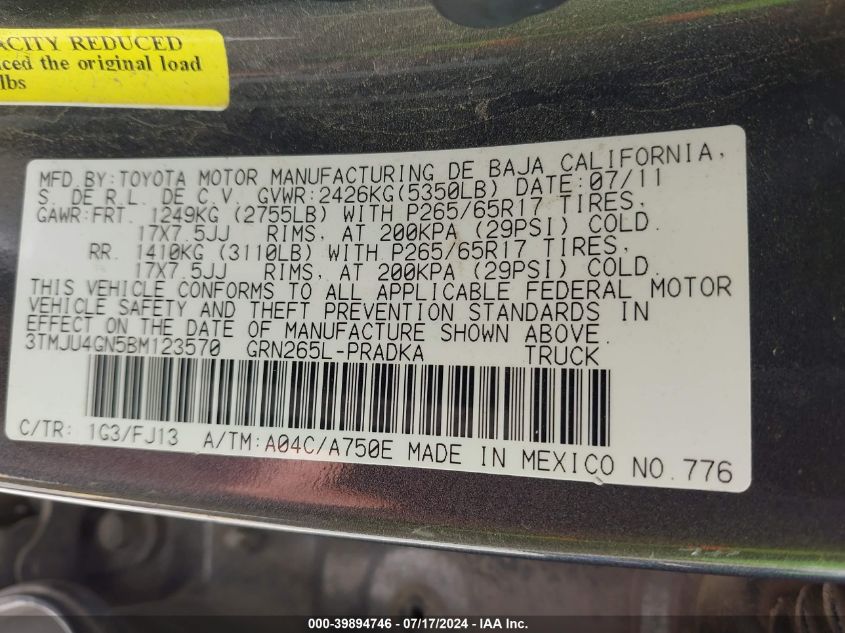 ACITY REDUCED
ced the original load
lbs
MFD.BY:TOYOTA MOTOR MANUFACTURING DE BAJA CALIFORNIA,
S. DE R.L. DE C.V. GVWR:2426KG(5350LB) DATE:07/11
GAWR:FRT. 1249KG (2755LB) WITH P265/65R17 TIRES,
17X7.5JJ RIMS, AT 200KPA (29PSI) COLD.
RR. 1410KG (3110LB) WITH P265/65R17 TIRES,
17X7.5JJ RIMS, AT 200KPA (29PSI) COLD.
THIS VEHICLE CONFORMS TO ALL APPLICABLE FEDERAL MOTOR
VEHICLE SAFETY AND THEFT PREVENTION STANDARDS IN
EFFECT ON THE DATE OF MANUFACTURE SHOWN ABOVE.
3TMJU4GN5BM123570 GRN265L-PRADKA TRUCK
C/TR: 1G3/FJ13 A/TM:A04C/A750E MADE IN MEXICO NO.776
000-39894746 - 07/17/2024 - IAA Inc.